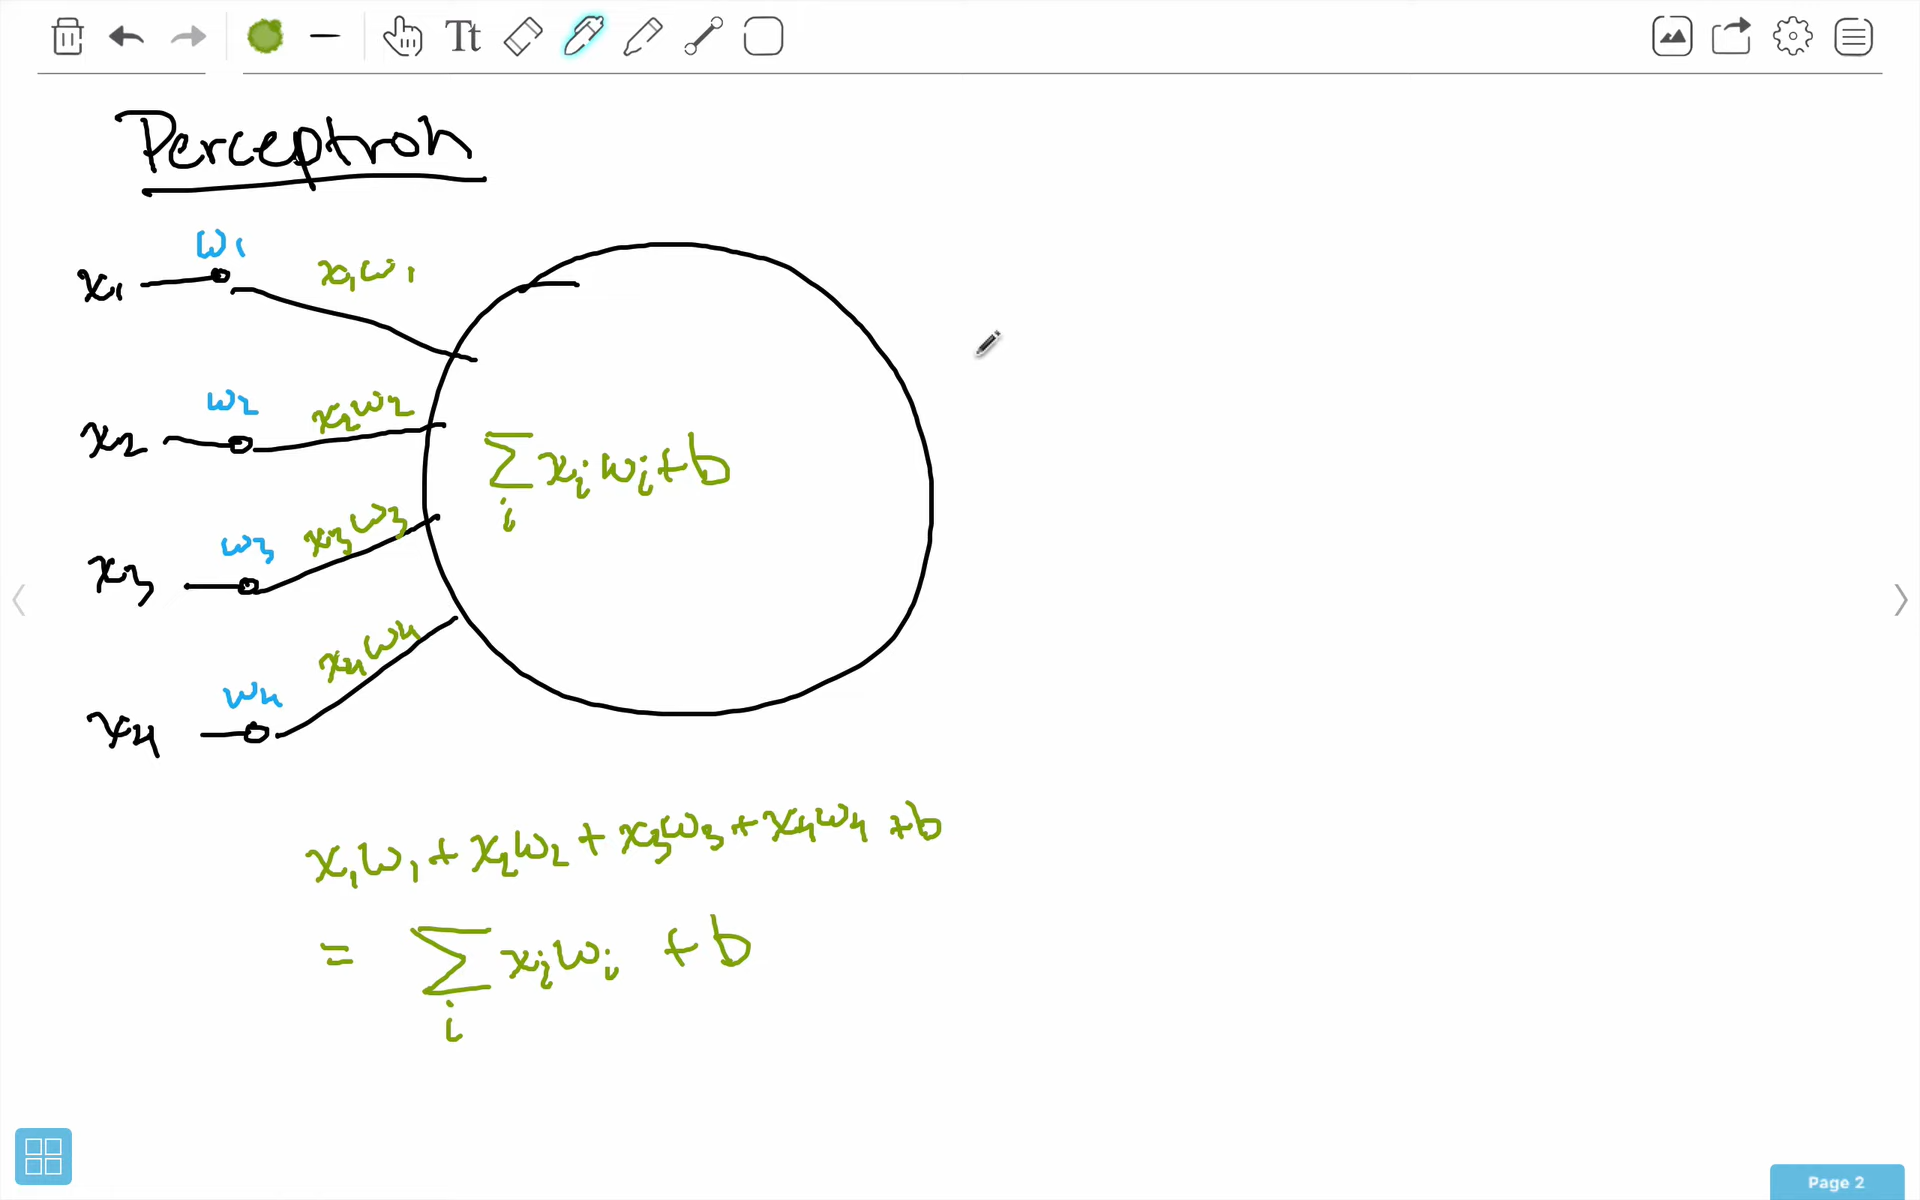 Tt
Perceptron
w1
x1 x1w1
w2 x2w2
x2
∑ xiwi+b
i
w3 x3w3
x3
x4w4
w4
x4
x1w1 + x2w2 + x3w3 + x4w4 + b
= ∑ xiwi + b
i
Page 2